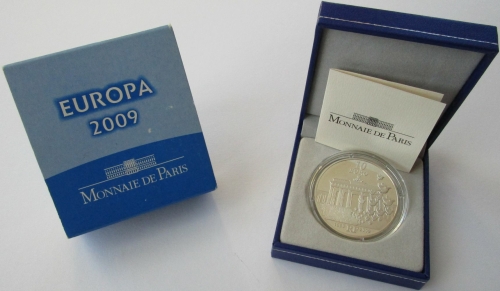 EUROPA
2009
MONNAIE DE PARIS
MONNAIE DE PARIS